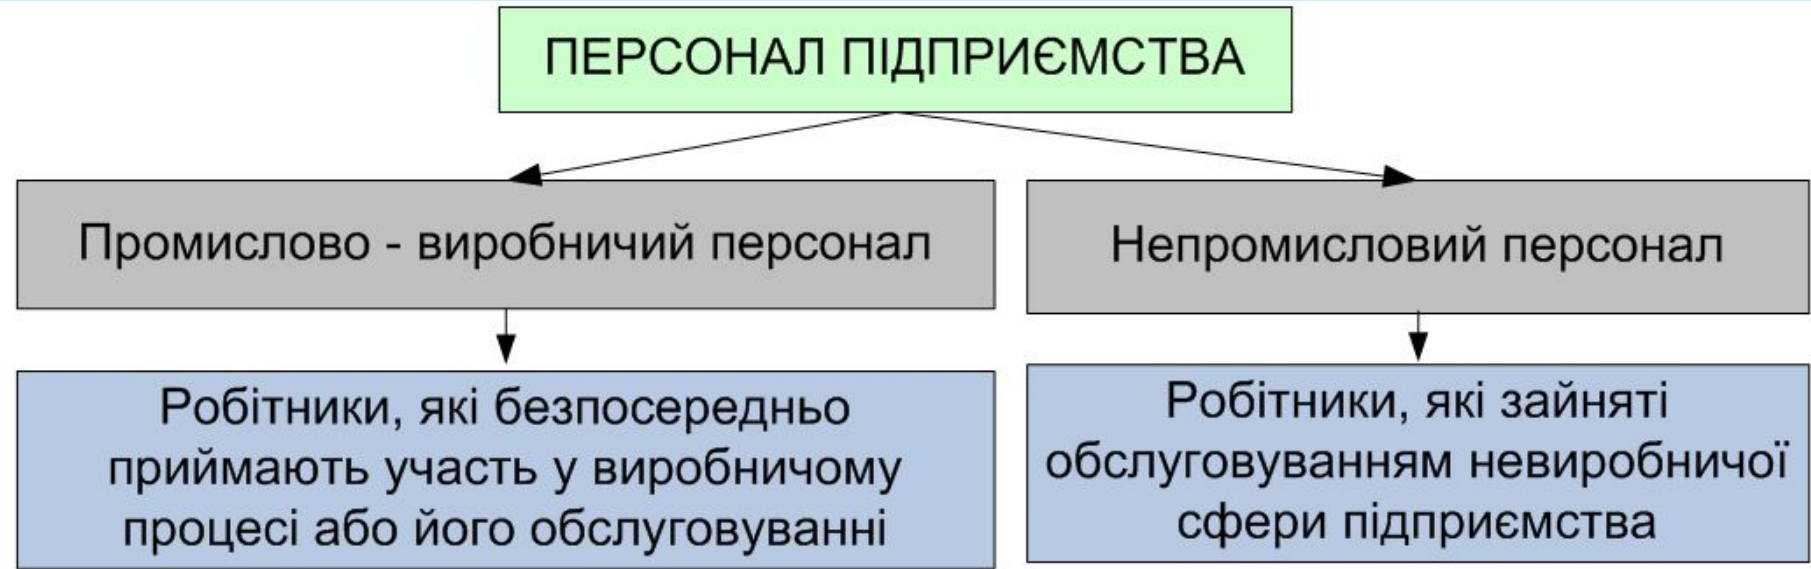 ПЕРСОНАЛ ПІДПРИЄМСТВА
Промислово - виробничий персонал
Непромисловий персонал
Робітники, які безпосередньо
приймають участь у виробничому
процесі або його обслуговуванні
Робітники, які зайняті
обслуговуванням невиробничої
сфери підприємства